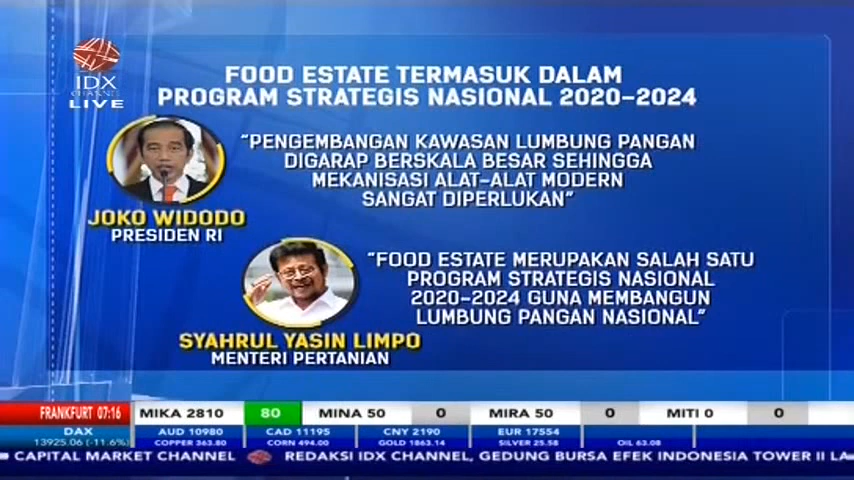 IDX
CHANNEL
LIVE
FOOD ESTATE TERMASUK DALAM
PROGRAM STRATEGIS NASIONAL 2020-2024
"PENGEMBANGAN KAWASAN LUMBUNG PANGAN
DIGARAP BERSKALA BESAR SEHINGGA
MEKANISASI ALAT-ALAT MODERN
SANGAT DIPERLUKAN"
JOKO WIDODO
PRESIDEN RI
"FOOD ESTATE MERUPAKAN SALAH SATU
PROGRAM STRATEGIS NASIONAL
2020-2024 GUNA MEMBANGUN
LUMBUNG PANGAN NASIONAL"
SYAHRUL YASIN LIMPO
MENTERI PERTANIAN
FRANKFURT 07:16 MIKA 2810 80 MINA 50 0 MIRA 50 0 MITI 0 0
DAX AUD 10980 CAD 11195 CNY 2190 EUR 17554
13925.06 (-11.6%) COPPER 363.80 CORN 494.00 GOLD 1863.14 SILVER 25.58 OIL 63.08
CAPITAL MARKET CHANNEL REDAKSI IDX CHANNEL, GEDUNG BURSA EFEK INDONESIA TOWER II LA